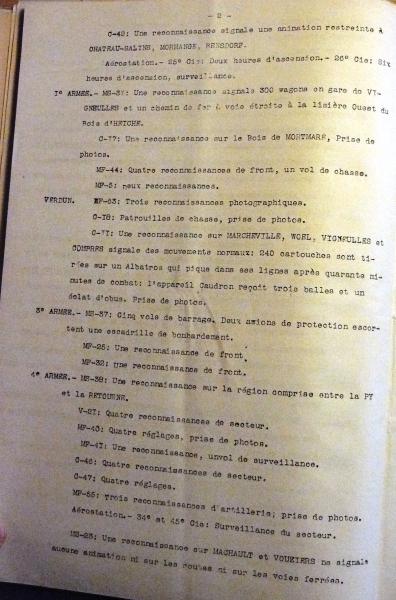 - 2 -
C-42: Une reconnaissance signale une animation restreinte à
CHATEAU-SALINS, MORHANGE, BENSDORF.
Aérostation.- 25° Cie: Deux heures d'ascension.- 26° Cie: Six
heures d'ascension, surveillance.
I° ARMEE.- MS-31: Une reconnaissance signale 300 wagons en gare de VI-
GNEULLES et un chemin de fer à voie étroite à la lisière Ouest du
Bois d'HEICHE.
C-77: Une reconnaissance sur le Bois de MORTMARE, Prise de
photos.
MF-44: Quatre reconnaissances de front, un vol de chasse.
MF-5: Deux reconnaissances.
VERDUN. MF-63: Trois reconnaissances photographiques.
C-18: Patrouilles de chasse, prise de photos.
C-II: Une reconnaissance sur MARCHEVILLE, WOEL, VIGNEULLES et
COMPRES signale des mouvements normaux; 240 cartouches sont ti-
rées sur un Albatros qui pique dans ses lignes après quarante mi-
nutes de combat: l'appareil Caudron reçoit trois balles et un
éclat d'obus. Prise de photos.
3° ARMEE.- MS-37: Cinq vols de barrage. Deux avions de protection escor-
tent une escadrille de bombardement.
MF-25: Une reconnaissance de front
MF-32: Une reconnaissance de front.
4° ARMEE.- MS-38: Une reconnaissance sur la région comprise entre la PY
et la RETOURNE.
V-21: Quatre reconnaissances de secteur.
MF-40: Quatre réglages, prise de photos.
MF-41: Une reconnaissance, unvol de surveillance.
C-46: Quatre reconnaissances de secteur.
C-47: Quatre réglages.
MF-55: Trois reconnaissances d'artillerie; prise de photos.
Aérostation.- 34° et 45° Cie: Surveillance du secteur.
MS-23: Une reconnaissance sur MACHAULT et VOUZIERS ne signale
aucune animation ni sur les routes ni sur les voies ferrées.